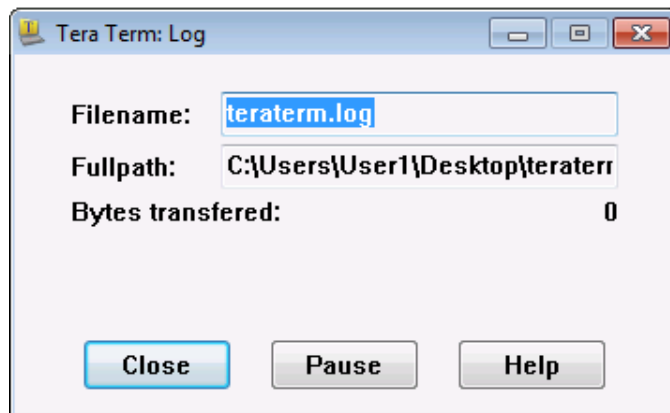 Tera Term: Log
Filename: teraterm.log
Fullpath: C:\Users\User1\Desktop\teraterr
Bytes transfered: 0
Close Pause Help